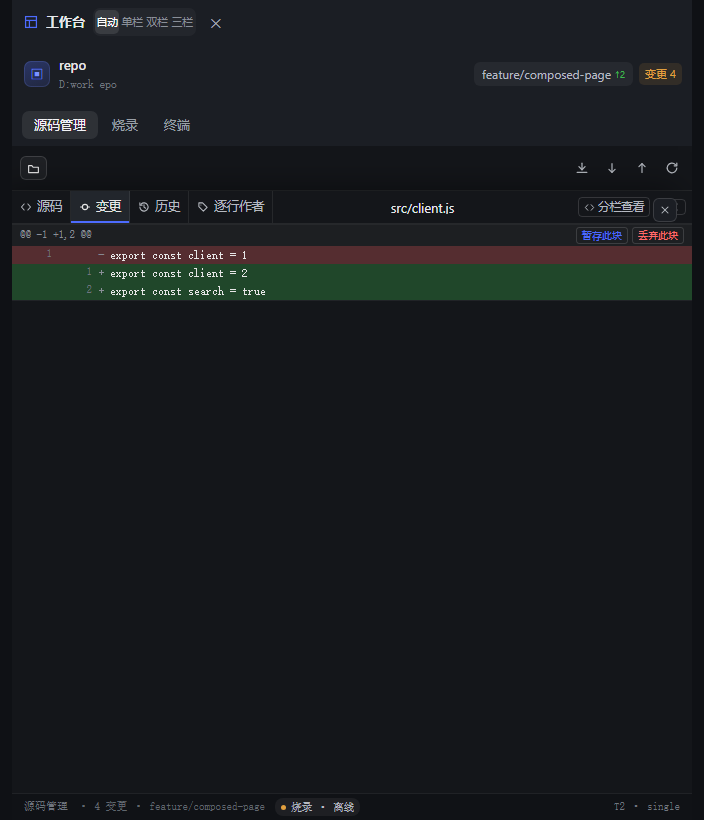 工作台 自动 单栏 双栏 三栏 ×
repo
D:work epo
feature/composed-page ↑2 变更 4
源码管理 烧录 终端
源码 变更 历史 逐行作者 src/client.js 分栏查看 ×
@@ -1 +1,2 @@ 暂存此块 丢弃此块
1 - export const client = 1
1 + export const client = 2
2 + export const search = true
源码管理 · 4 变更 · feature/composed-page 烧录 · 离线 T2 · single